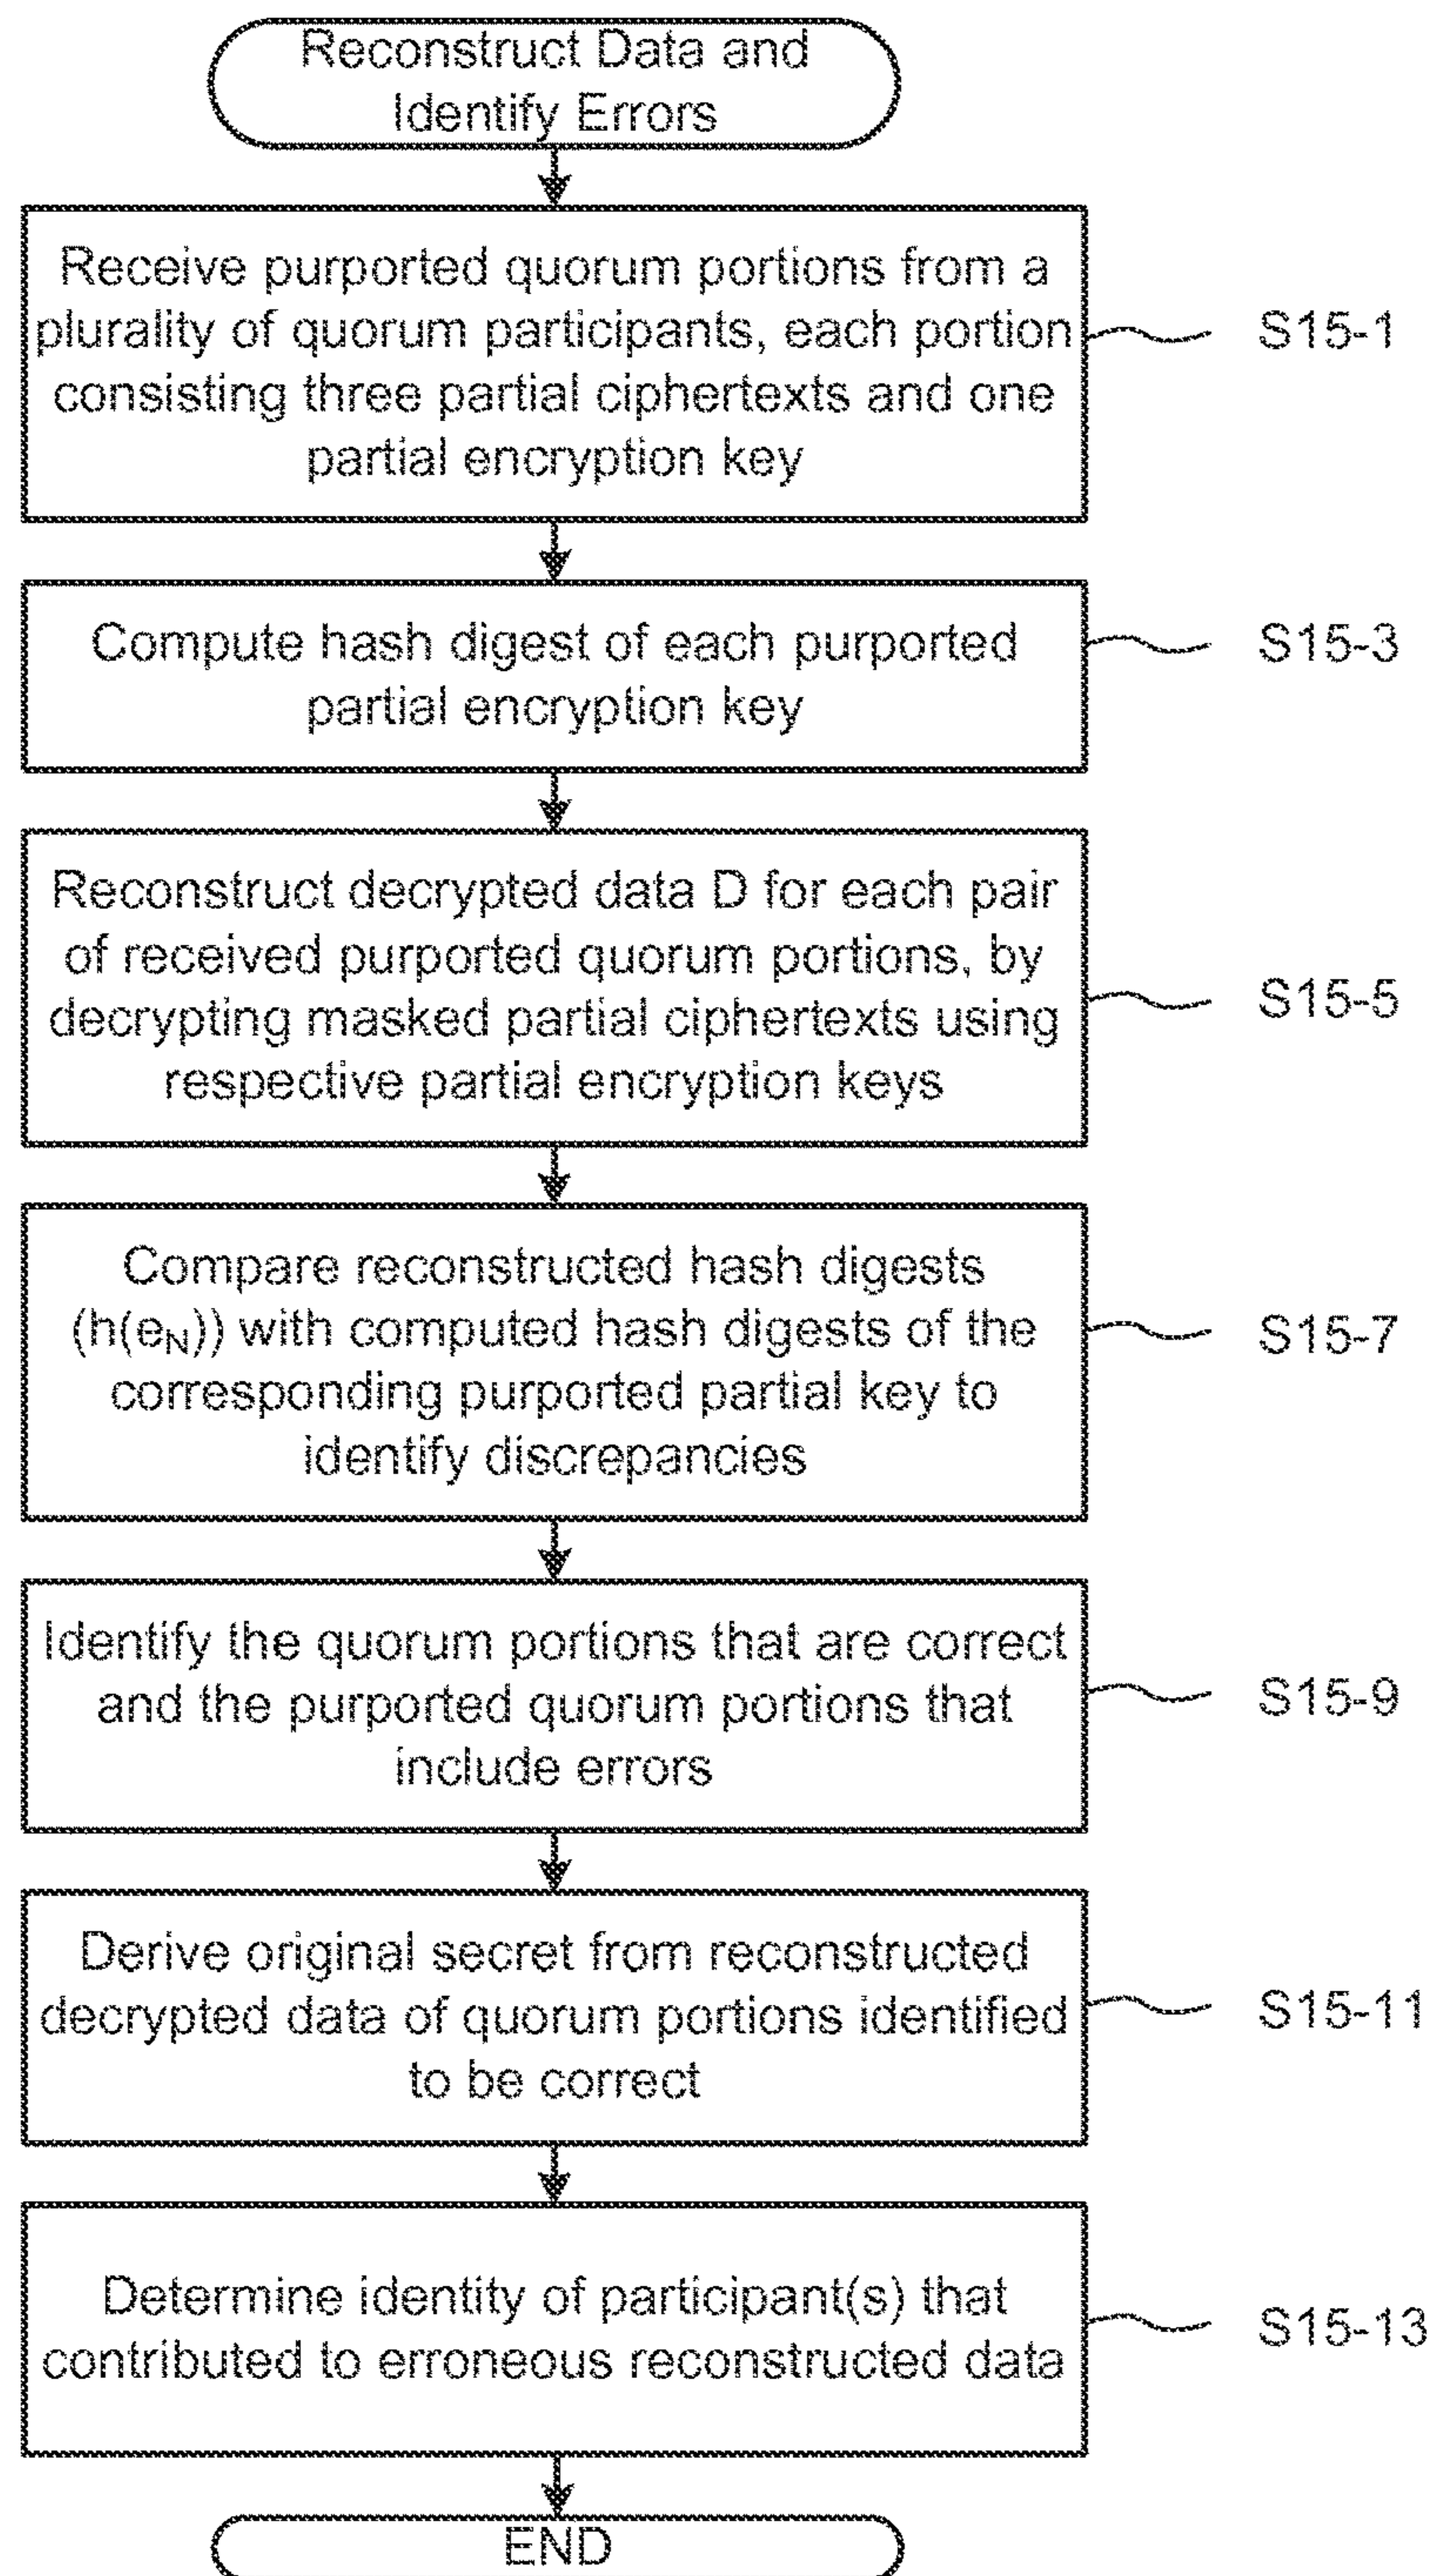 Reconstruct Data and
Identify Errors
Receive purported quorum portions from a
plurality of quorum participants, each portion
consisting three partial ciphertexts and one
partial encryption key
S15-1
Compute hash digest of each purported
partial encryption key
S15-3
Reconstruct decrypted data D for each pair
of received purported quorum portions, by
decrypting masked partial ciphertexts using
respective partial encryption keys
S15-5
Compare reconstructed hash digests
(h(eN)) with computed hash digests of the
corresponding purported partial key to
identify discrepancies
S15-7
Identify the quorum portions that are correct
and the purported quorum portions that
include errors
S15-9
Derive original secret from reconstructed
decrypted data of quorum portions identified
to be correct
S15-11
Determine identity of participant(s) that
contributed to erroneous reconstructed data
S15-13
END